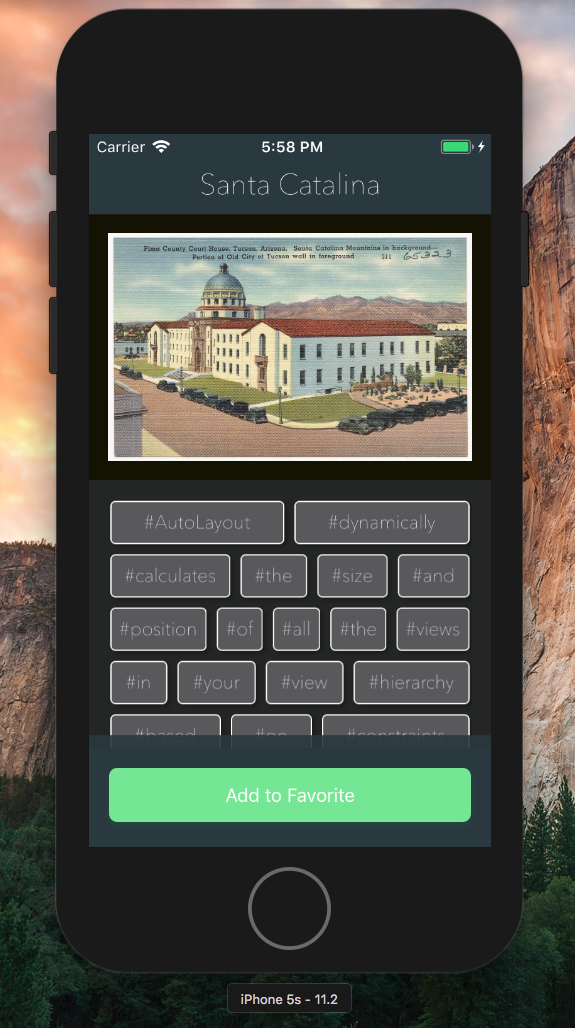 Carrier 5:58 PM
Santa Catalina
Pima County Court House, Tucson, Arizona. Santa Catalina Mountains in background—
Portion of Old City of Tucson wall in foreground 511 65323
#AutoLayout #dynamically
#calculates #the #size #and
#position #of #all #the #views
#in #your #view #hierarchy
#based #on #constraints
Add to Favorite
iPhone 5s - 11.2